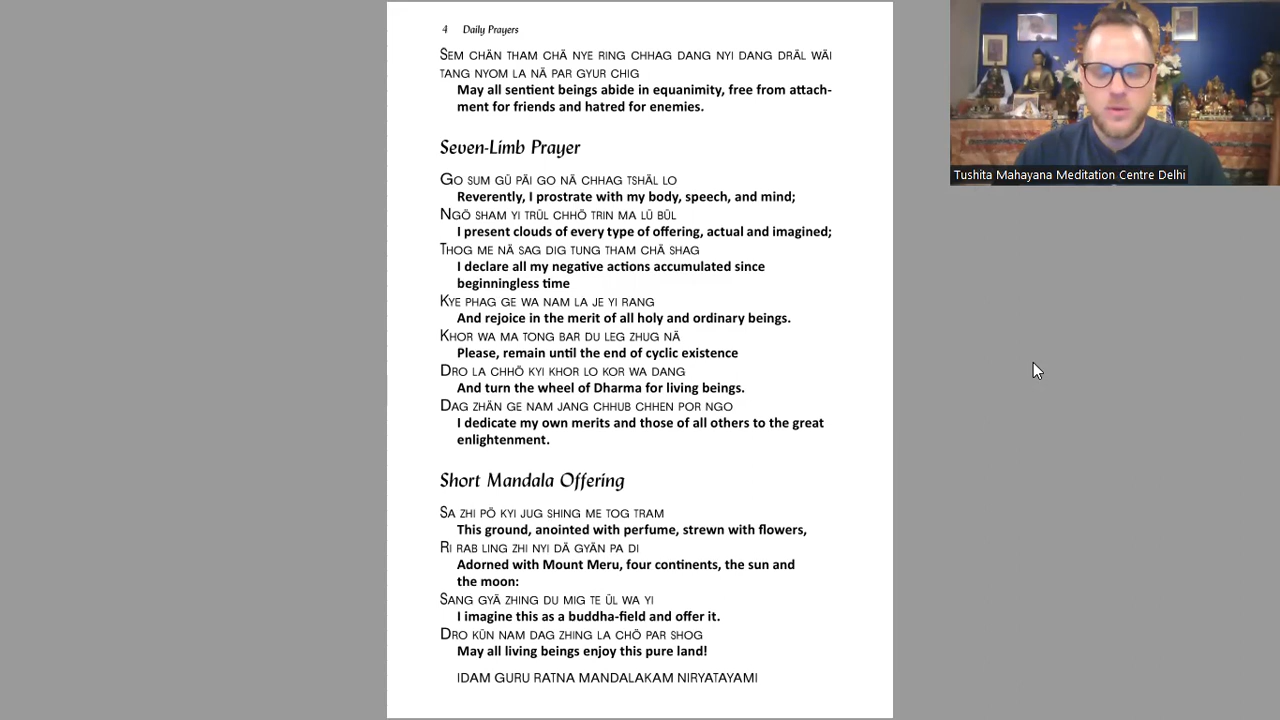 4 Daily Prayers
SEM CHÄN THAM CHÄ NYE RING CHHAG DANG NYI DANG DRÄL WÄI
TANG NYOM LA NÄ PAR GYUR CHIG
May all sentient beings abide in equanimity, free from attach-
ment for friends and hatred for enemies.
Seven-Limb Prayer
GO SUM GÜ PÄI GO NÄ CHHAG TSHÄL LO
Reverently, I prostrate with my body, speech, and mind;
NGÖ SHAM YI TRÜL CHHÖ TRIN MA LÜ BÜL
I present clouds of every type of offering, actual and imagined;
THOG ME NÄ SAG DIG TUNG THAM CHÄ SHAG
I declare all my negative actions accumulated since
beginningless time
KYE PHAG GE WA NAM LA JE YI RANG
And rejoice in the merit of all holy and ordinary beings.
KHOR WA MA TONG BAR DU LEG ZHUG NÄ
Please, remain until the end of cyclic existence
DRO LA CHHÖ KYI KHOR LO KOR WA DANG
And turn the wheel of Dharma for living beings.
DAG ZHÄN GE NAM JANG CHHUB CHHEN POR NGO
I dedicate my own merits and those of all others to the great
enlightenment.
Short Mandala Offering
SA ZHI PÖ KYI JUG SHING ME TOG TRAM
This ground, anointed with perfume, strewn with flowers,
RI RAB LING ZHI NYI DÄ GYÄN PA DI
Adorned with Mount Meru, four continents, the sun and
the moon:
SANG GYÄ ZHING DU MIG TE ÜL WA YI
I imagine this as a buddha-field and offer it.
DRO KÜN NAM DAG ZHING LA CHÖ PAR SHOG
May all living beings enjoy this pure land!
IDAM GURU RATNA MANDALAKAM NIRYATAYAMI
Tushita Mahayana Meditation Centre Delhi